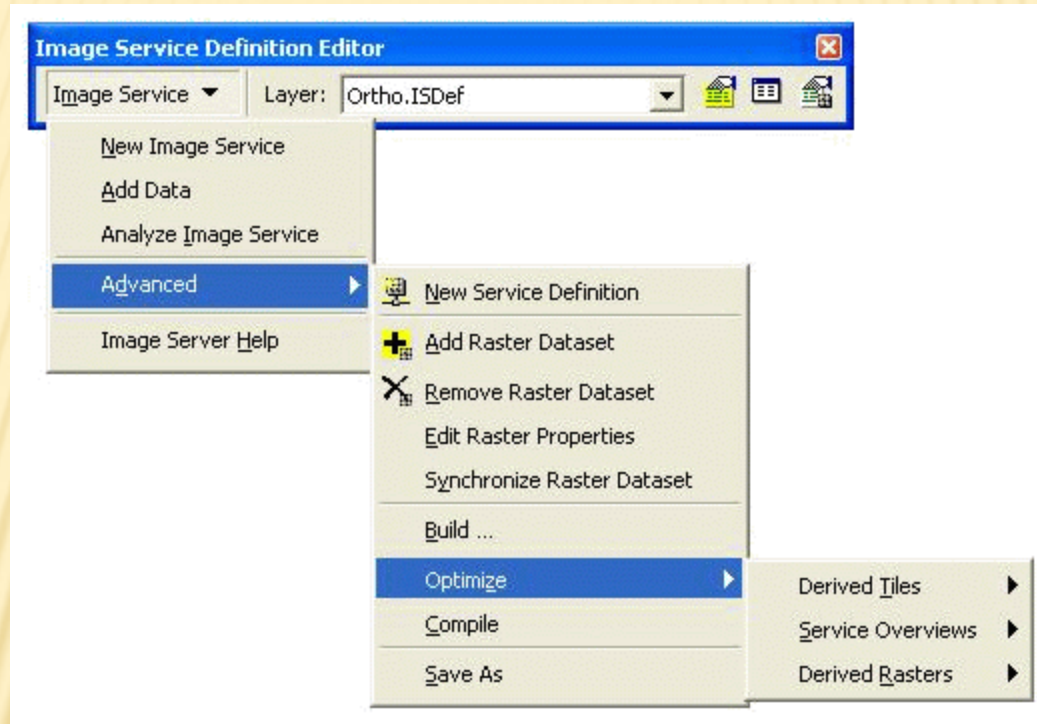 Image Service Definition Editor
Image Service Layer: Ortho.ISDef
New Image Service
Add Data
Analyze Image Service
Advanced
Image Server Help
New Service Definition
Add Raster Dataset
Remove Raster Dataset
Edit Raster Properties
Synchronize Raster Dataset
Build ...
Optimize
Compile
Save As
Derived Tiles
Service Overviews
Derived Rasters